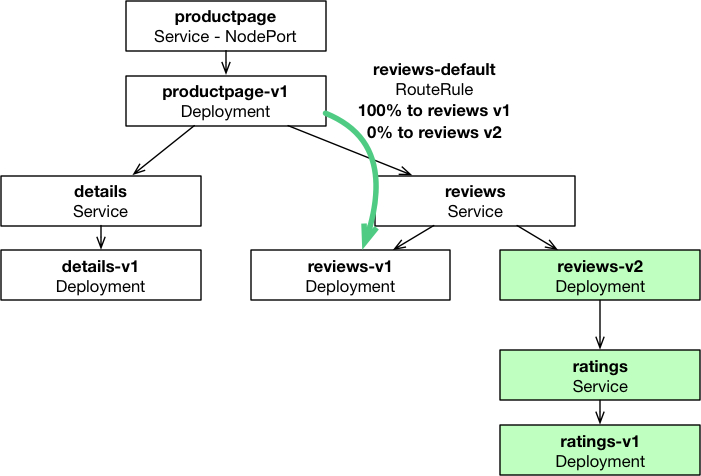 productpage
Service - NodePort
productpage-v1
Deployment
reviews-default
RouteRule
100% to reviews v1
0% to reviews v2
details
Service
reviews
Service
details-v1
Deployment
reviews-v1
Deployment
reviews-v2
Deployment
ratings
Service
ratings-v1
Deployment